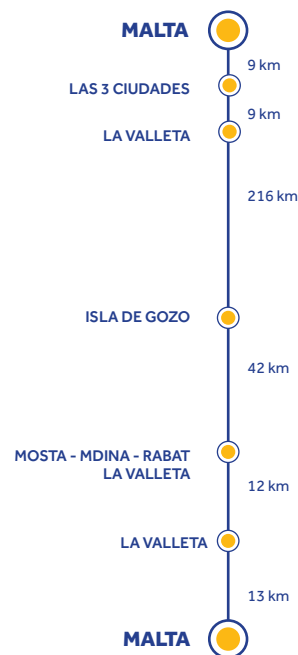 MALTA
9 km
LAS 3 CIUDADES
9 km
LA VALLETA
216 km
ISLA DE GOZO
42 km
MOSTA - MDINA - RABAT
LA VALLETA
12 km
LA VALLETA
13 km
MALTA